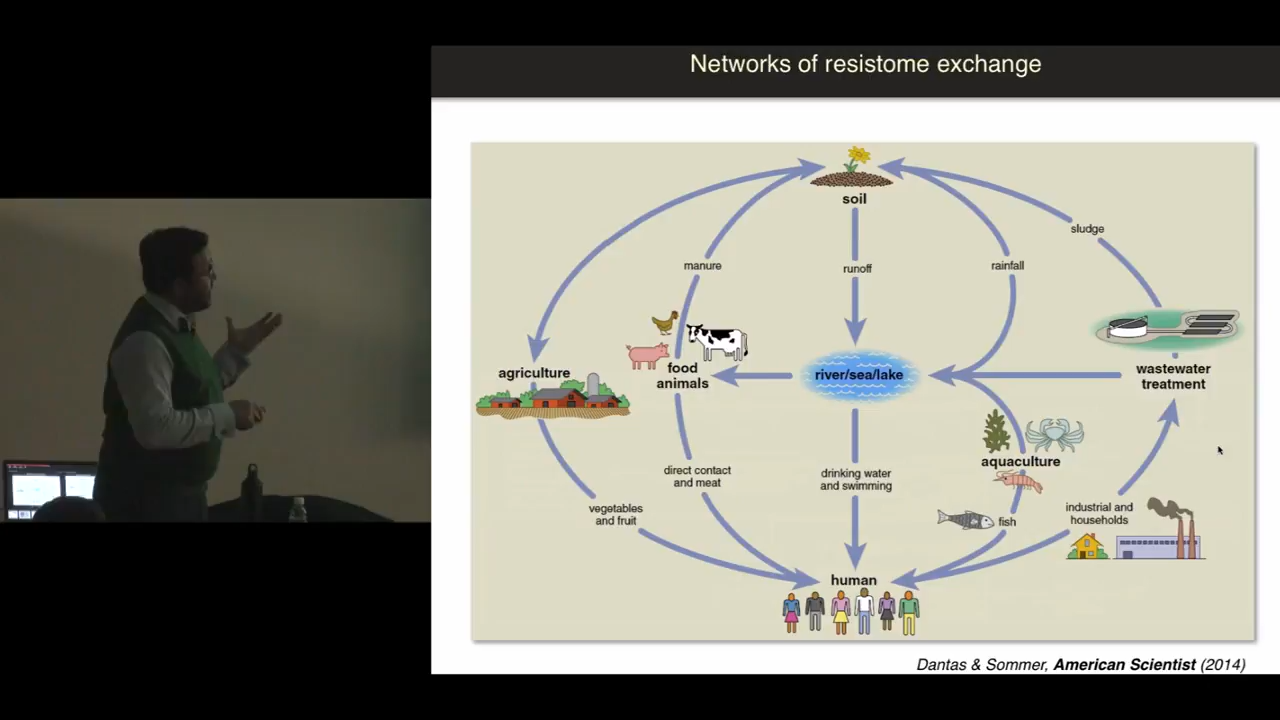 Networks of resistome exchange
soil
sludge
manure
runoff
rainfall
agriculture
food
animals
river/sea/lake
wastewater
treatment
aquaculture
direct contact
and meat
drinking water
and swimming
vegetables
and fruit
fish
industrial and
households
human
Dantas & Sommer, American Scientist (2014)